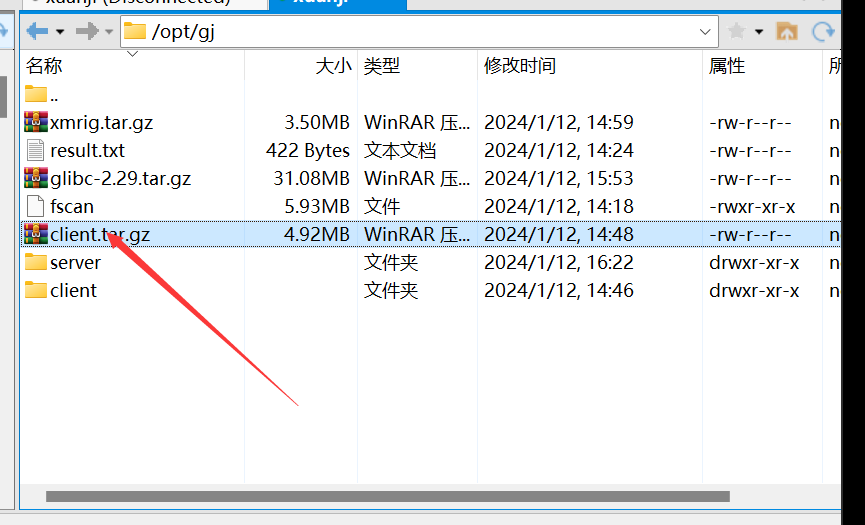 /opt/gj
名称 大小 类型 修改时间 属性
..
xmrig.tar.gz 3.50MB WinRAR 压... 2024/1/12, 14:59 -rw-r--r--
result.txt 422 Bytes 文本文档 2024/1/12, 14:24 -rw-r--r--
glibc-2.29.tar.gz 31.08MB WinRAR 压... 2024/1/12, 15:53 -rw-r--r--
fscan 5.93MB 文件 2024/1/12, 14:18 -rwxr-xr-x
client.tar.gz 4.92MB WinRAR 压... 2024/1/12, 14:48 -rw-r--r--
server 文件夹 2024/1/12, 16:22 drwxr-xr-x
client 文件夹 2024/1/12, 14:46 drwxr-xr-x